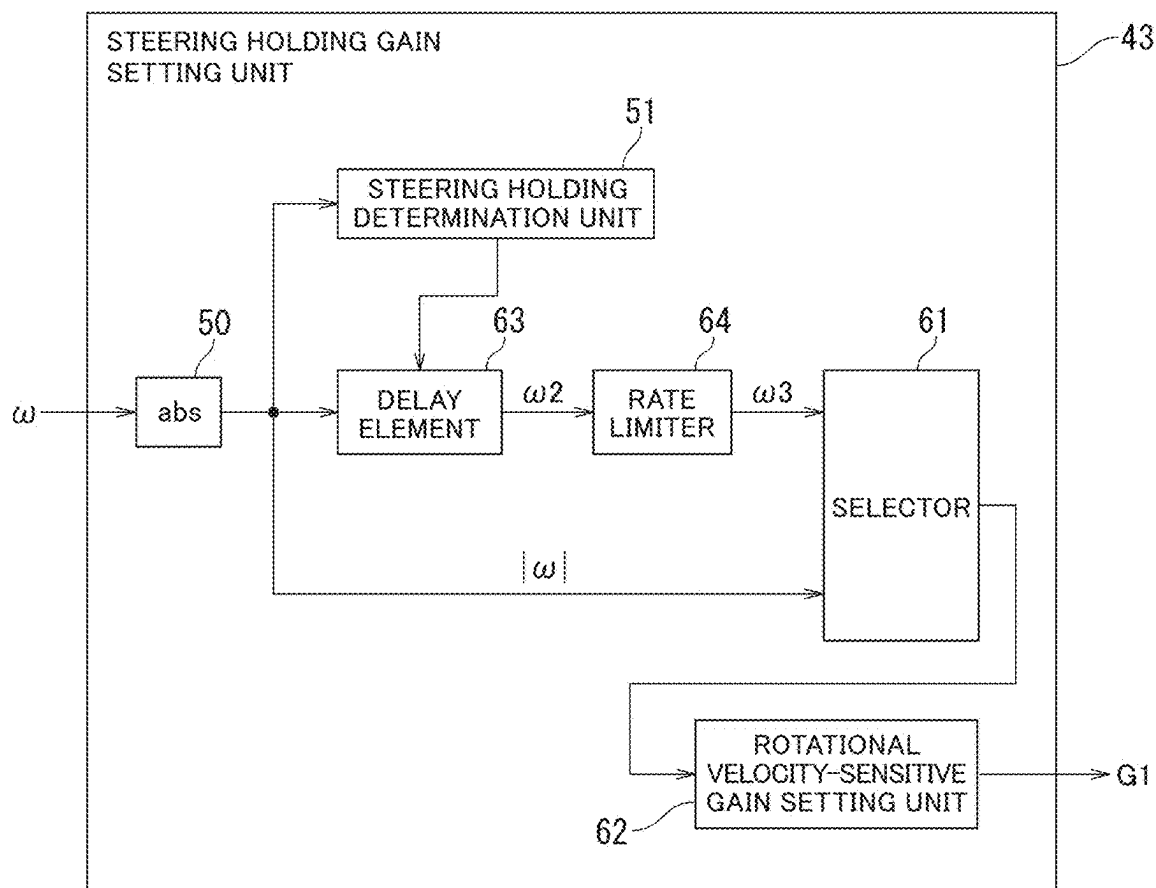 STEERING HOLDING GAIN
SETTING UNIT
43
51
STEERING HOLDING
DETERMINATION UNIT
50
63
64
61
ω
abs
DELAY
ELEMENT
ω2
RATE
LIMITER
ω3
SELECTOR
|ω|
ROTATIONAL
VELOCITY-SENSITIVE
GAIN SETTING UNIT
G1
62